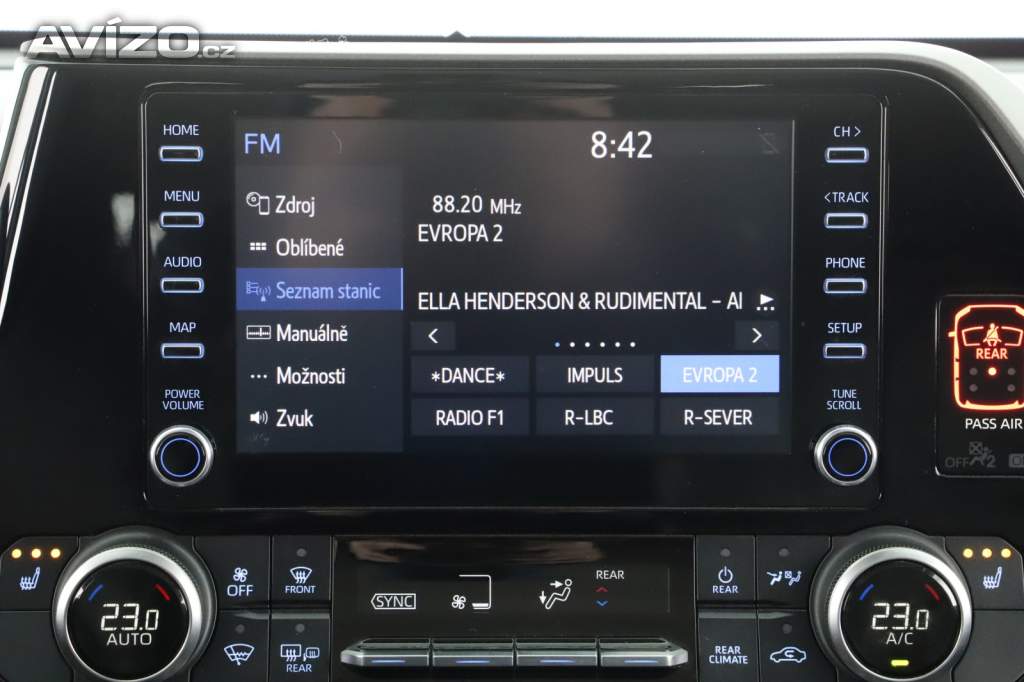 AVÍZO.cz
HOME
MENU
AUDIO
MAP
POWER
VOLUME
FM
8:42
Zdroj
Oblíbené
Seznam stanic
Manuálně
Možnosti
Zvuk
88.20 MHz
EVROPA 2
ELLA HENDERSON & RUDIMENTAL - AI
*DANCE*
IMPULS
EVROPA 2
RADIO F1
R-LBC
R-SEVER
CH >
< TRACK
PHONE
SETUP
TUNE
SCROLL
REAR
PASS AIR
OFF 2
23.0
AUTO
OFF
FRONT
REAR
SYNC
REAR
REAR
REAR
CLIMATE
23.0
A/C